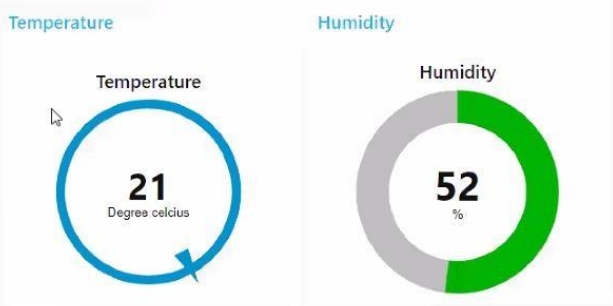 Temperature
Temperature
21
Degree celcius
Humidity
Humidity
52
%